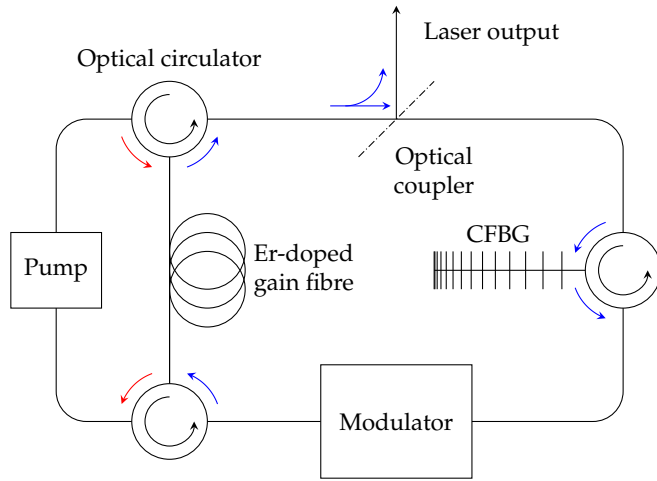 Laser output
Optical circulator
Optical
coupler
CFBG
Er-doped
gain fibre
Pump
Modulator